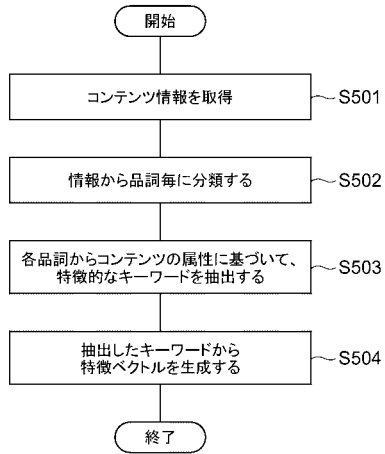 開始
コンテンツ情報を取得
S501
情報から品詞毎に分類する
S502
各品詞からコンテンツの属性に基づいて、
特徴的なキーワードを抽出する
S503
抽出したキーワードから
特徴ベクトルを生成する
S504
終了